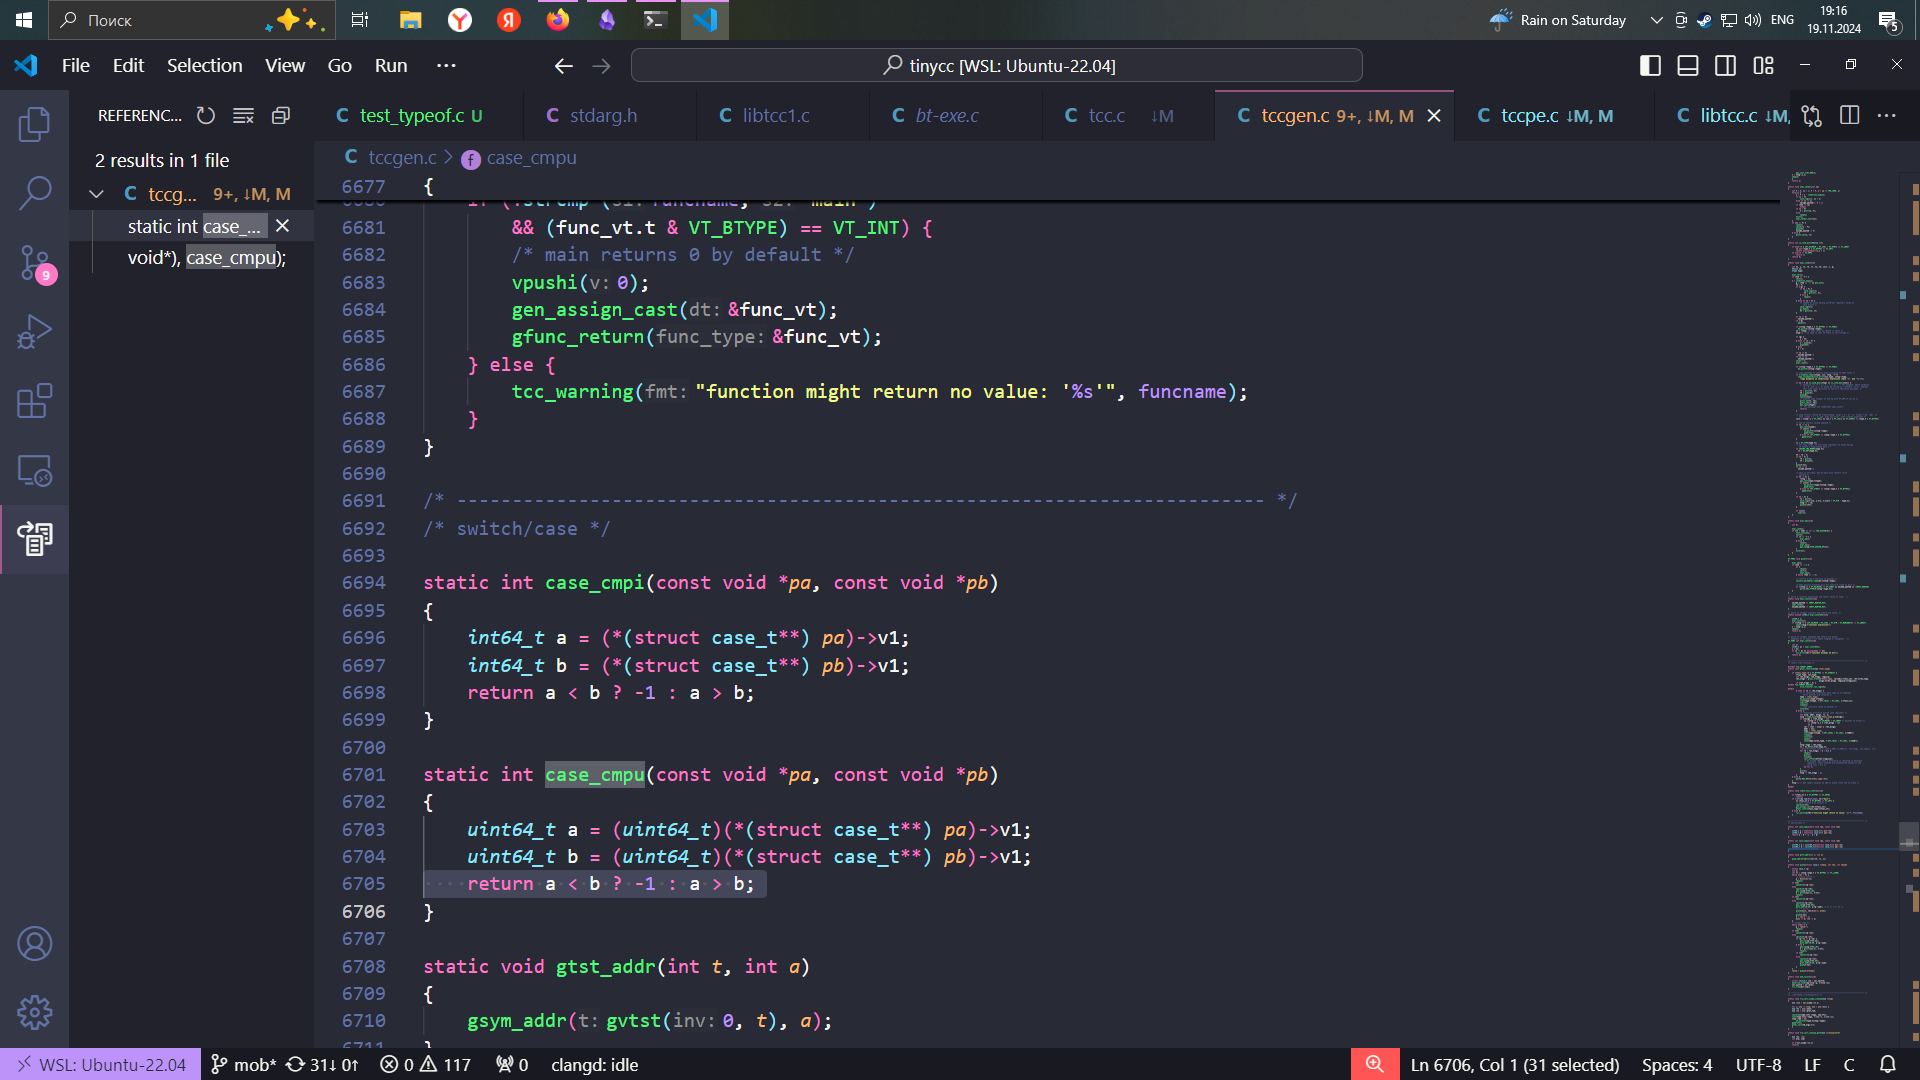 Поиск
Rain on Saturday
ENG
19:16
19.11.2024
5
File Edit Selection View Go Run ···
tinycc [WSL: Ubuntu-22.04]
REFERENC...
test_typeof.c U
stdarg.h
libtcc1.c
bt-exe.c
tcc.c ↓M
tccgen.c 9+, ↓M, M
tccpe.c ↓M, M
libtcc.c ↓M,
2 results in 1 file
tccg... 9+, ↓M, M
static int case_...
void*), case_cmpu);
9
tccgen.c > case_cmpu
6677 {
6681 && (func_vt.t & VT_BTYPE) == VT_INT) {
6682 /* main returns 0 by default */
6683 vpushi(v: 0);
6684 gen_assign_cast(dt: &func_vt);
6685 gfunc_return(func_type: &func_vt);
6686 } else {
6687 tcc_warning(fmt: "function might return no value: '%s'", funcname);
6688 }
6689 }
6690
6691 /* ------------------------------------------------------------------------- */
6692 /* switch/case */
6693
6694 static int case_cmpi(const void *pa, const void *pb)
6695 {
6696 int64_t a = (*(struct case_t**) pa)->v1;
6697 int64_t b = (*(struct case_t**) pb)->v1;
6698 return a < b ? -1 : a > b;
6699 }
6700
6701 static int case_cmpu(const void *pa, const void *pb)
6702 {
6703 uint64_t a = (uint64_t)(*(struct case_t**) pa)->v1;
6704 uint64_t b = (uint64_t)(*(struct case_t**) pb)->v1;
6705 return a < b ? -1 : a > b;
6706 }
6707
6708 static void gtst_addr(int t, int a)
6709 {
6710 gsym_addr(t: gvtst(inv: 0, t), a);
WSL: Ubuntu-22.04 mob* 31↓ 0↑ 0 117 0 clangd: idle
Ln 6706, Col 1 (31 selected) Spaces: 4 UTF-8 LF C